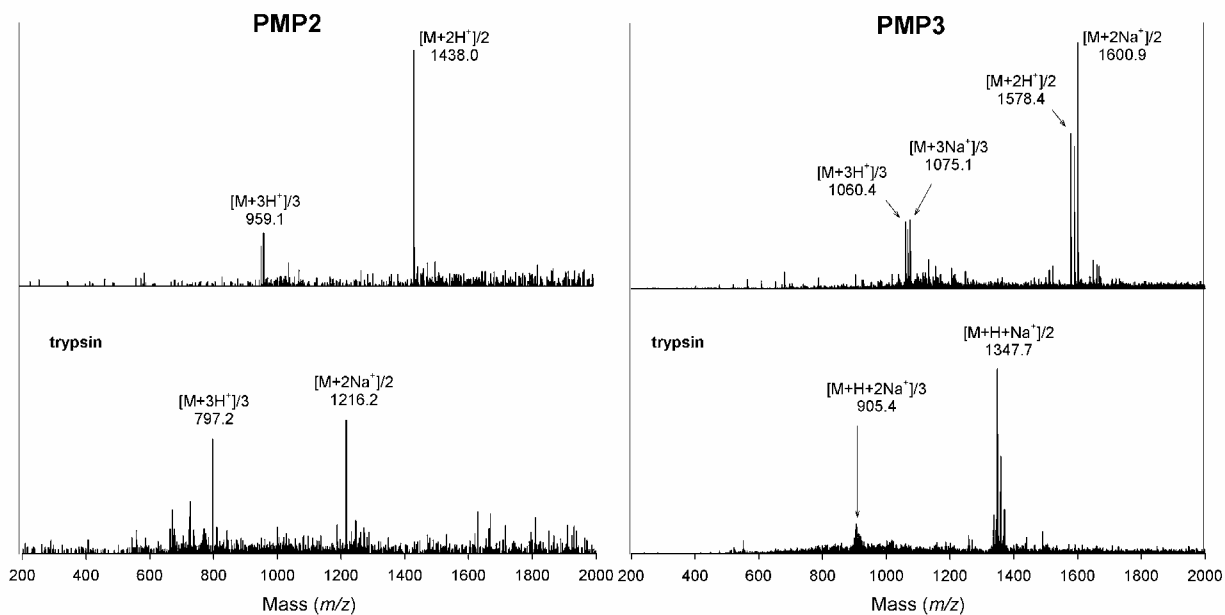 PMP2
[M+2H⁺]/2
1438.0
[M+3H⁺]/3
959.1
PMP3
[M+2Na⁺]/2
1600.9
[M+2H⁺]/2
1578.4
[M+3Na⁺]/3
1075.1
[M+3H⁺]/3
1060.4
trypsin
[M+3H⁺]/3
797.2
[M+2Na⁺]/2
1216.2
200 400 600 800 1000 1200 1400 1600 1800 2000
Mass (m/z)
trypsin
[M+H+Na⁺]/2
1347.7
[M+H+2Na⁺]/3
905.4
200 400 600 800 1000 1200 1400 1600 1800 2000
Mass (m/z)